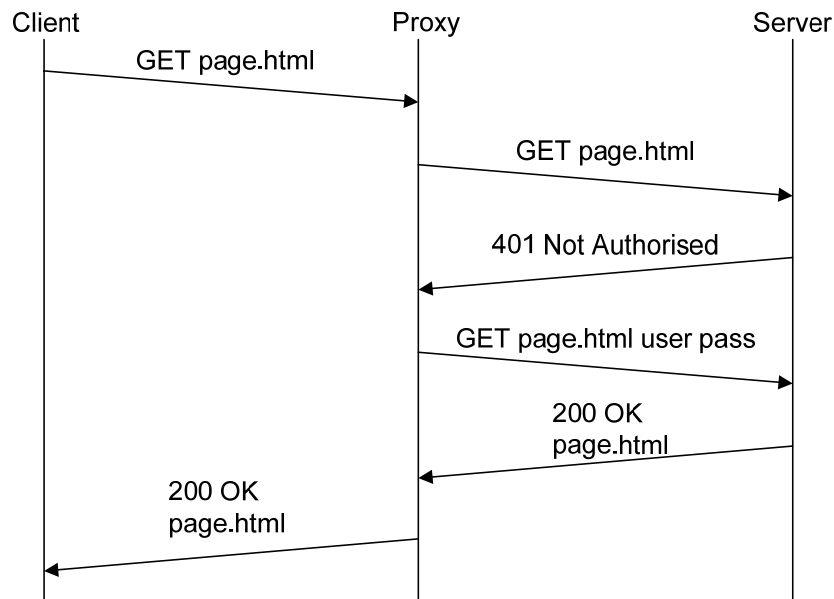 Client
Proxy
Server
GET page.html
GET page.html
401 Not Authorised
GET page.html user pass
200 OK
page.html
200 OK
page.html